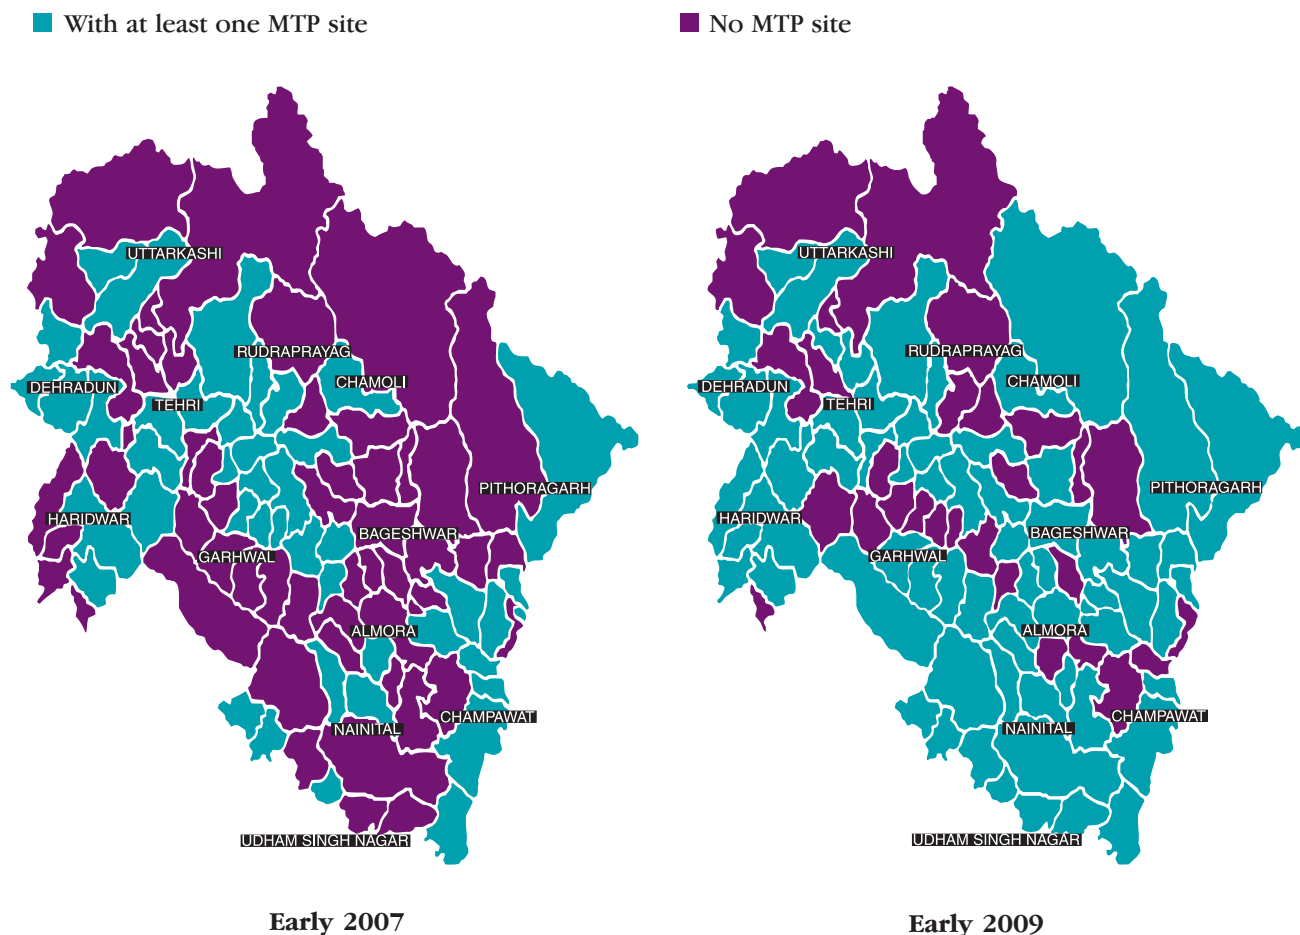 With at least one MTP site
No MTP site
UTTARKASHI
RUDRAPRAYAG
CHAMOLI
DEHRADUN
TEHRI
PITHORAGARH
HARIDWAR
BAGESHWAR
GARHWAL
ALMORA
CHAMPAWAT
NAINITAL
UDHAM SINGH NAGAR
Early 2007
UTTARKASHI
RUDRAPRAYAG
CHAMOLI
DEHRADUN
TEHRI
PITHORAGARH
HARIDWAR
BAGESHWAR
GARHWAL
ALMORA
CHAMPAWAT
NAINITAL
UDHAM SINGH NAGAR
Early 2009